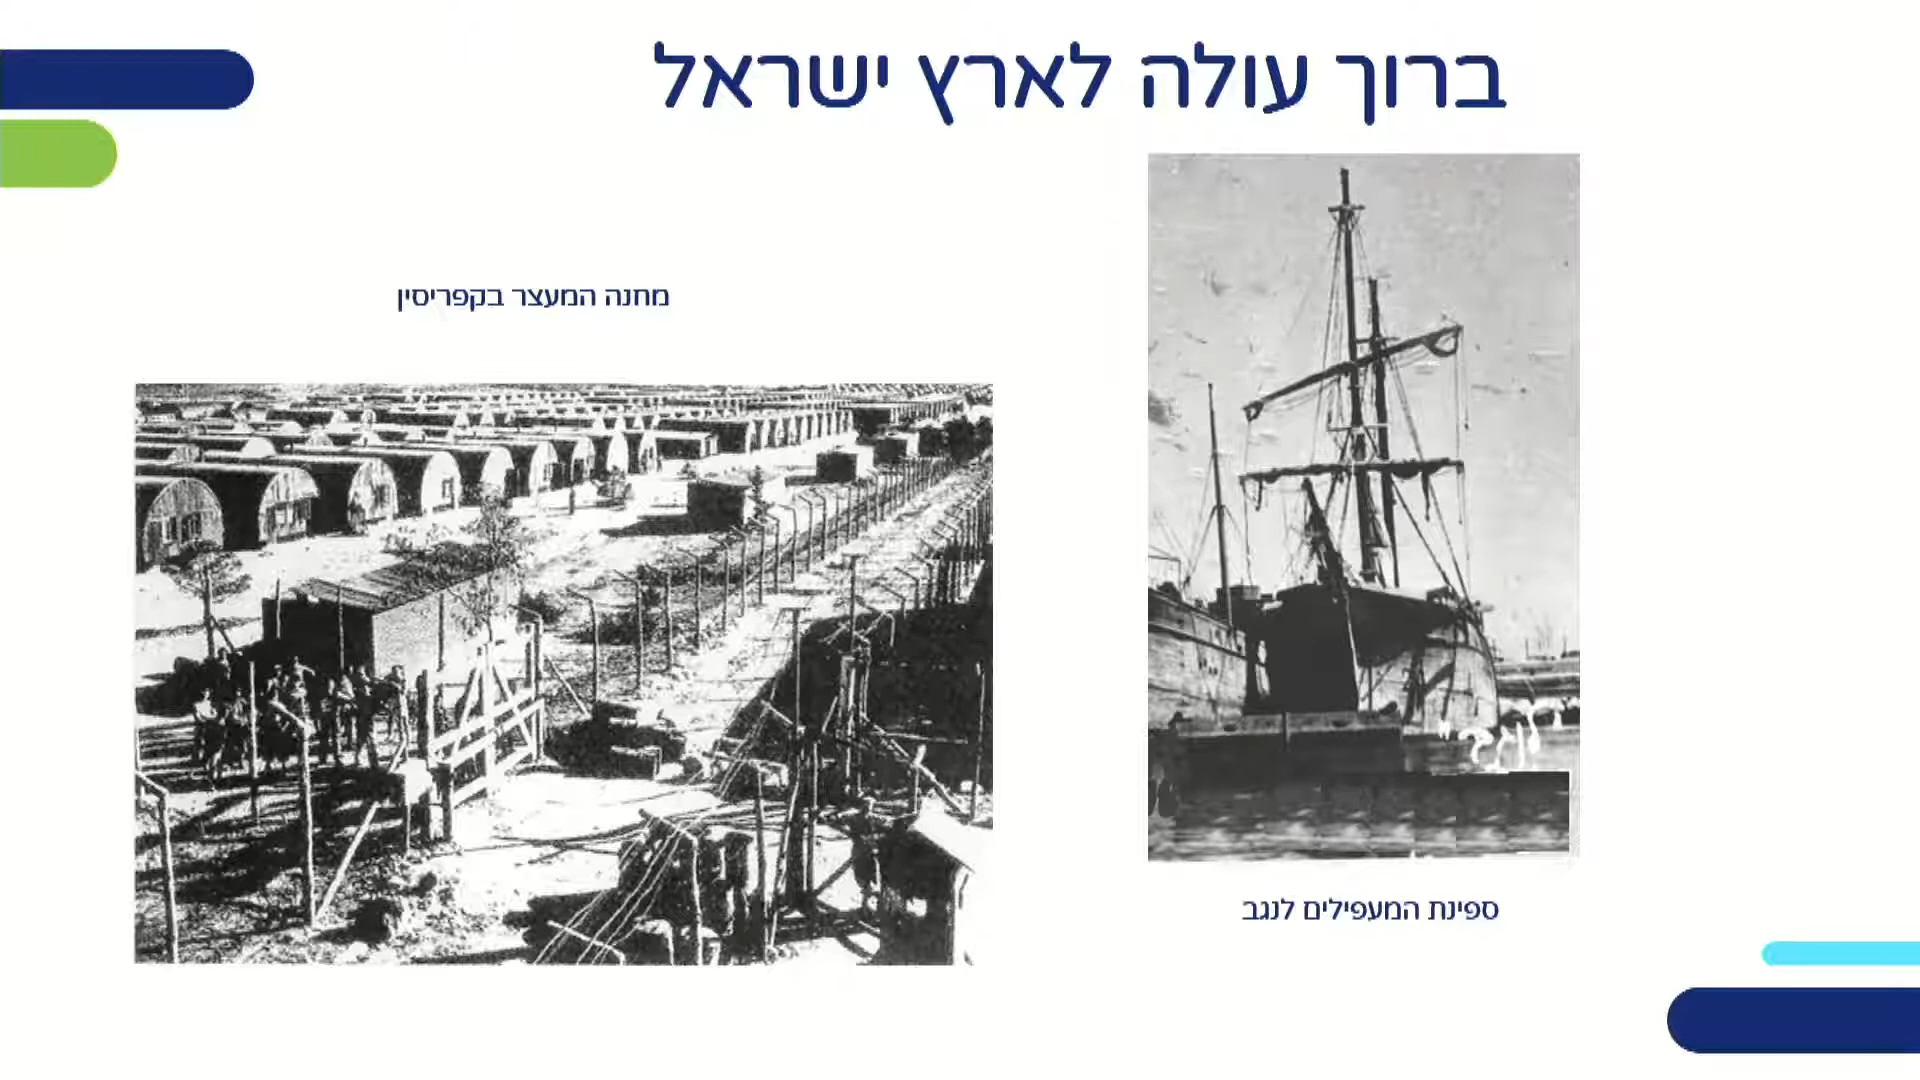 ברוך עולה לארץ ישראל
מחנה המעצר בקפריסין
ספינת המעפילים לנגב